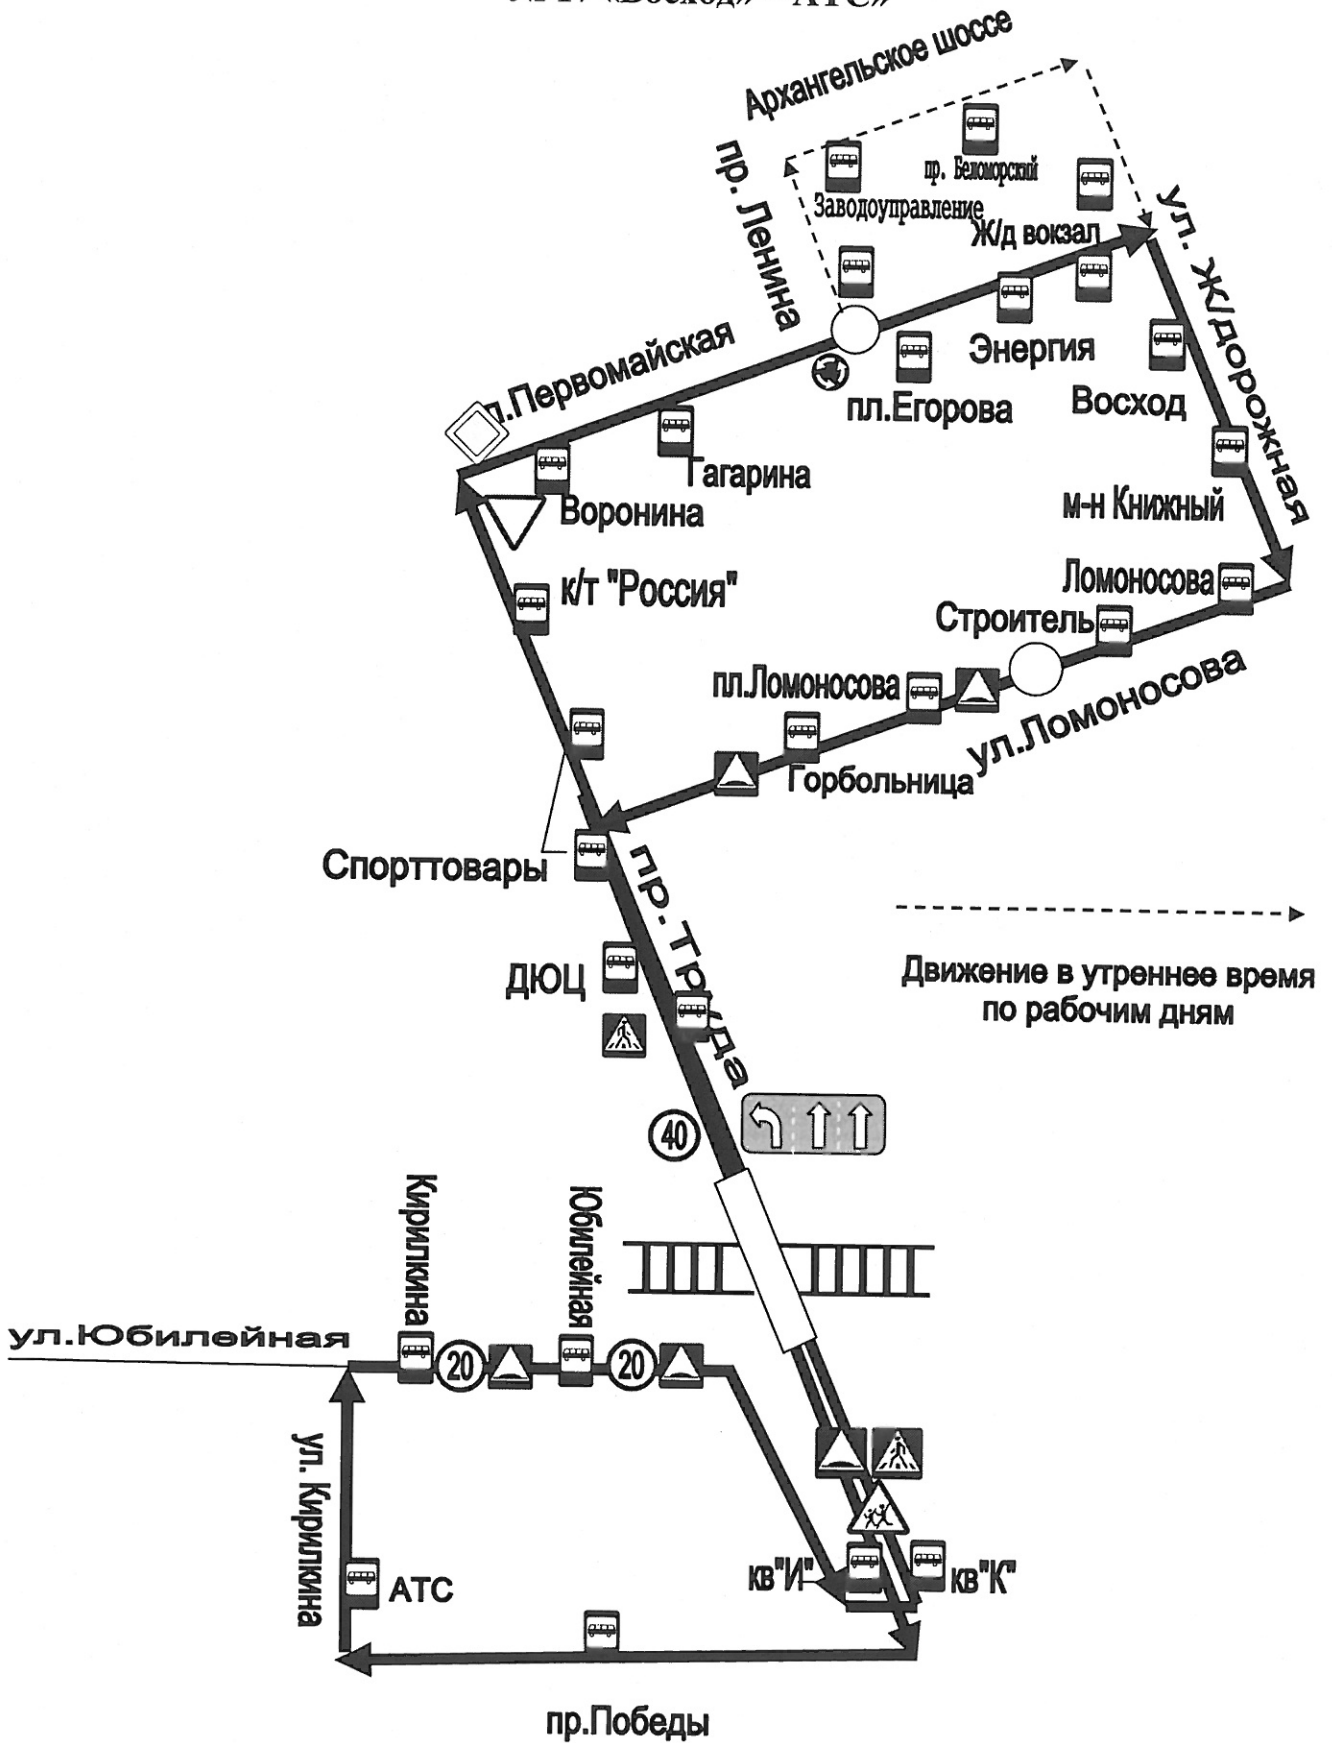 Архангельское шоссе
пр. Ленина
пр. Беломорский
Заводоуправление
Ж/д вокзал
ул. Ж/дорожная
л.Первомайская
Энергия
пл.Егорова
Восход
Гагарина
Воронина
м-н Книжный
к/т "Россия"
Ломоносова
Строитель
пл.Ломоносова
ул.Ломоносова
Горбольница
Спорттовары
пр. Труда
ДЮЦ
Движение в утреннее время
по рабочим дням
40
Кирилкина
Юбилейная
ул.Юбилейная
20
20
ул. Кирилкина
АТС
кв"И"
кв"К"
пр.Победы